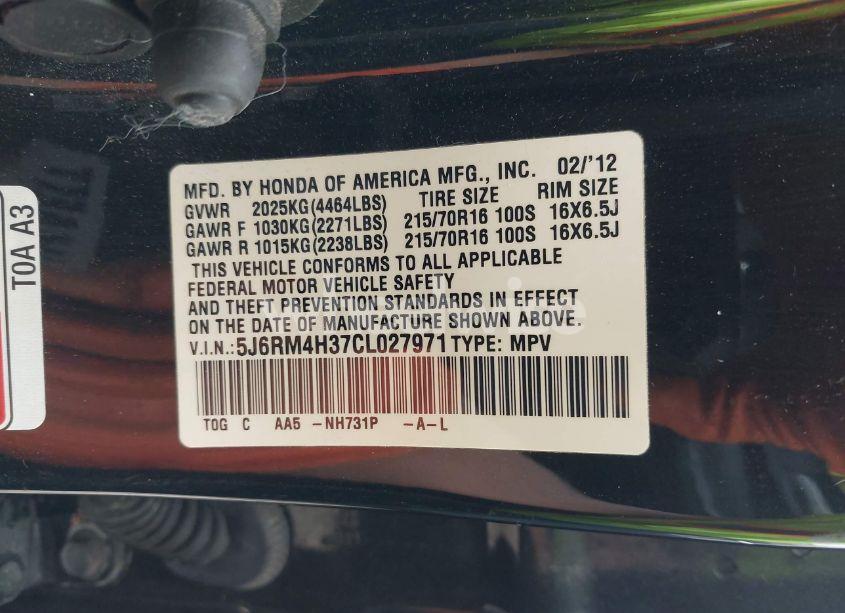 MFD. BY HONDA OF AMERICA MFG., INC. 02/'12
GVWR 2025KG(4464LBS) TIRE SIZE RIM SIZE
GAWR F 1030KG(2271LBS) 215/70R16 100S 16X6.5J
GAWR R 1015KG(2238LBS) 215/70R16 100S 16X6.5J
THIS VEHICLE CONFORMS TO ALL APPLICABLE
FEDERAL MOTOR VEHICLE SAFETY
AND THEFT PREVENTION STANDARDS IN EFFECT
ON THE DATE OF MANUFACTURE SHOWN ABOVE.
V.I.N.:5J6RM4H37CL027971 TYPE: MPV
T0G C AA5 -NH731P -A-L
T0A A3